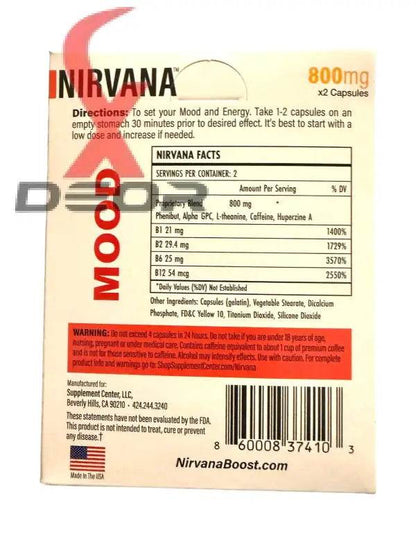 NIRVANA™
800mg
x2 Capsules
Directions: To set your Mood and Energy. Take 1-2 capsules on
an empty stomach 30 minutes prior to desired effect. It's best to start with a
low dose and increase if needed.
XDEOR
MOOD
NIRVANA FACTS
SERVINGS PER CONTAINER: 2
Amount Per Serving % DV
Proprietary Blend 800 mg *
Phenibut, Alpha GPC, L-theanine, Caffeine, Huperzine A
B1 21 mg 1400%
B2 29.4 mg 1729%
B6 25 mg 3570%
B12 54 mcg 2550%
*Daily Values (%DV) Not Established
Other Ingredients: Capsules (gelatin), Vegetable Stearate, Dicalcium
Phosphate, FD&C Yellow 10, Titanium Dioxide, Silicone Dioxide
WARNING: Do not exceed 4 capsules in 24 hours. Do not take if you are under 18 years of age,
nursing, pregnant or under medical care. Contains caffeine equivalent to about 1 cup of premium coffee
and is not for those sensitive to caffeine. Alcohol may intensify effects. Use with caution. For complete
product info and warnings go to: ShopSupplementCenter.com/Nirvana
Manufactured for:
Supplement Center, LLC,
Beverly Hills, CA 90210 • 424.244.3240
These statements have not been evaluated by the FDA.
This product is not intended to treat, cure or prevent
any disease.†
8 60008 37410 3
Made In The USA
NirvanaBoost.com